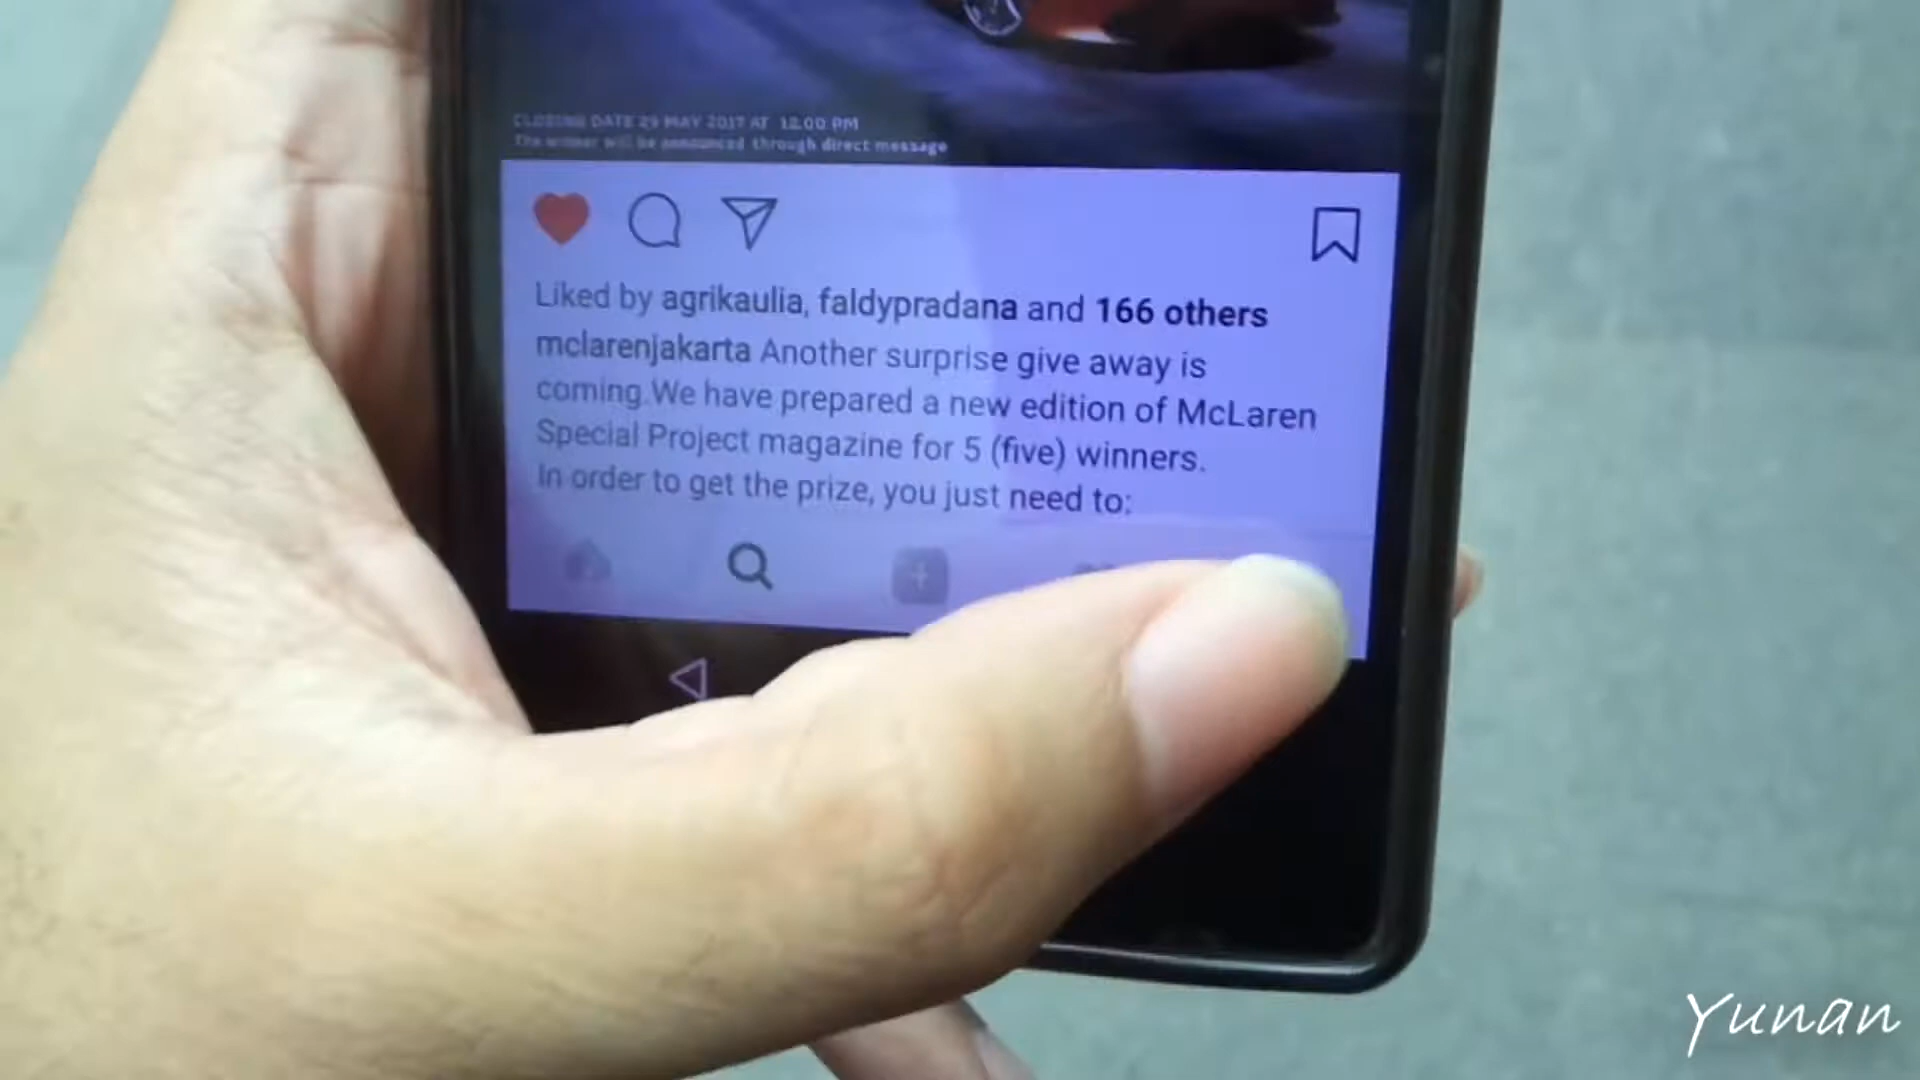 CLOSING DATE 29 MAY 2017 AT 12.00 PM
The winner will be announced through direct message
Liked by agrikaulia, faldypradana and 166 others
mclarenjakarta Another surprise give away is
coming.We have prepared a new edition of McLaren
Special Project magazine for 5 (five) winners.
In order to get the prize, you just need to:
Yunan